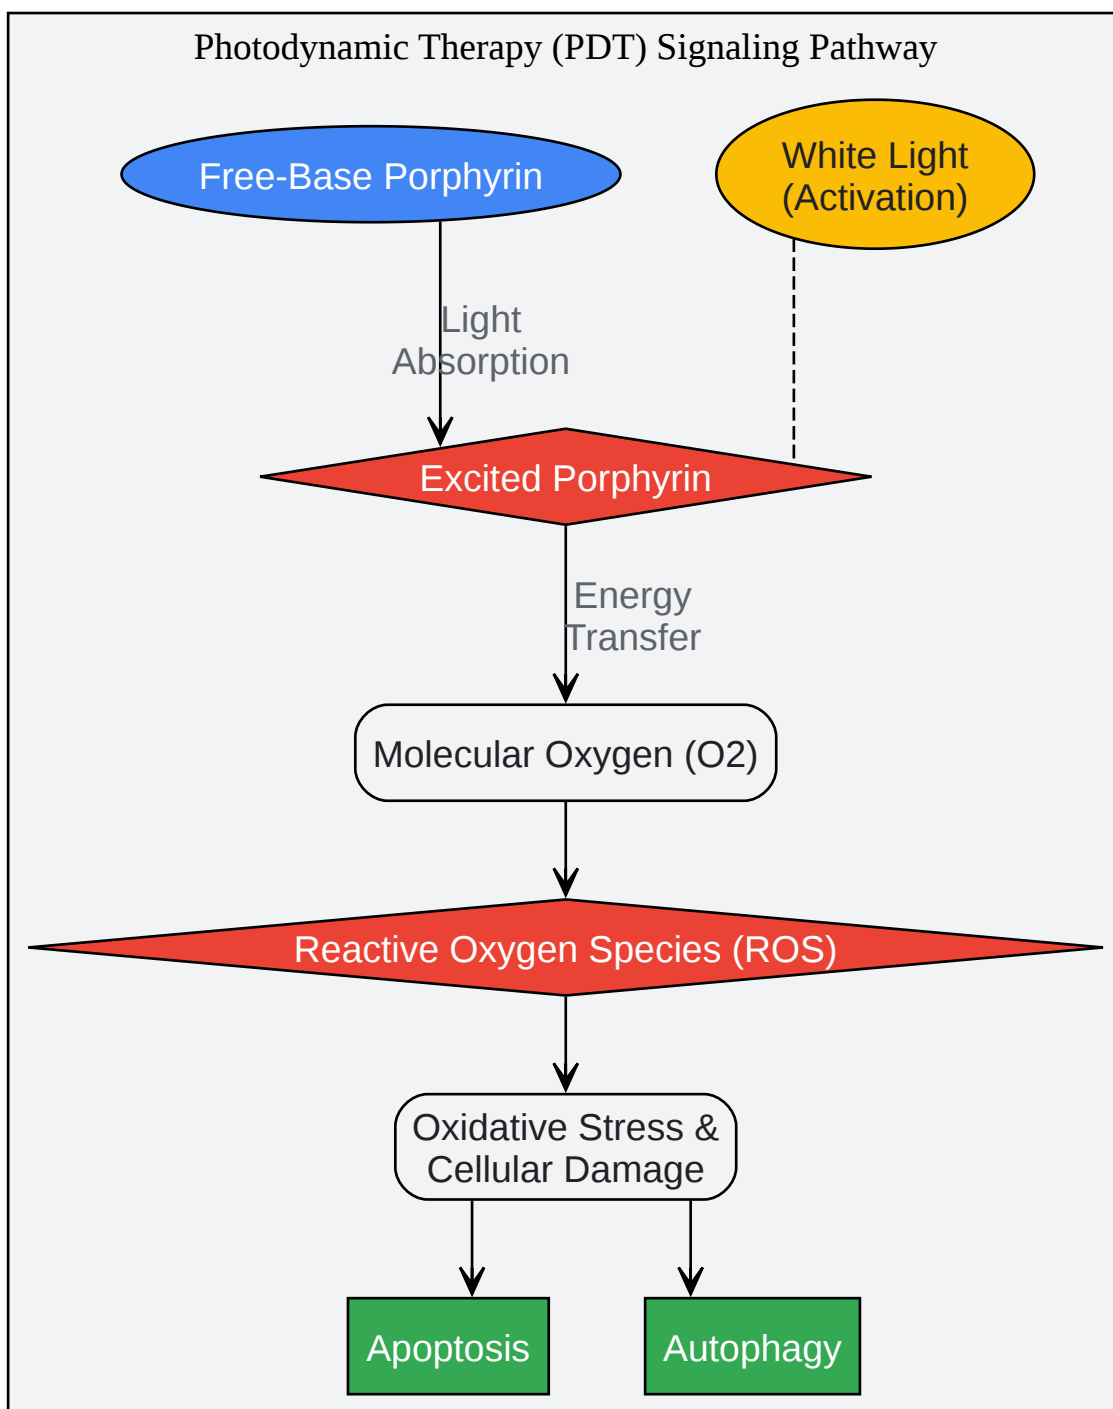 Photodynamic Therapy (PDT) Signaling Pathway
Free-Base Porphyrin
White Light
(Activation)
Light
Absorption
Excited Porphyrin
Energy
Transfer
Molecular Oxygen (O2)
Reactive Oxygen Species (ROS)
Oxidative Stress &
Cellular Damage
Apoptosis
Autophagy